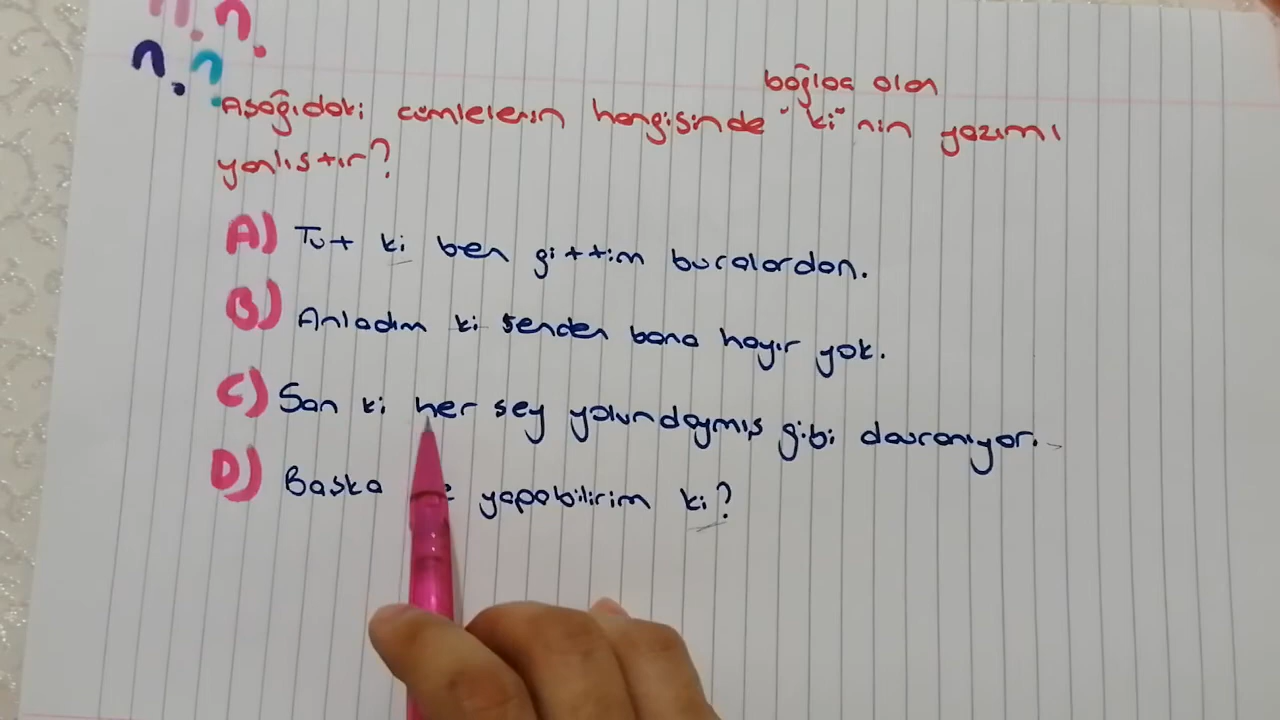 bağlaç olan
Aşağıdaki cümlelerin hangisinde "ki" nin yazımı
yanlıştır?
A) Tut ki ben gittim buralardan.
B) Anladım ki senden bana hayır yok.
C) San ki her şey yolundaymış gibi davranıyor.
D) Başka yapabilirim ki?